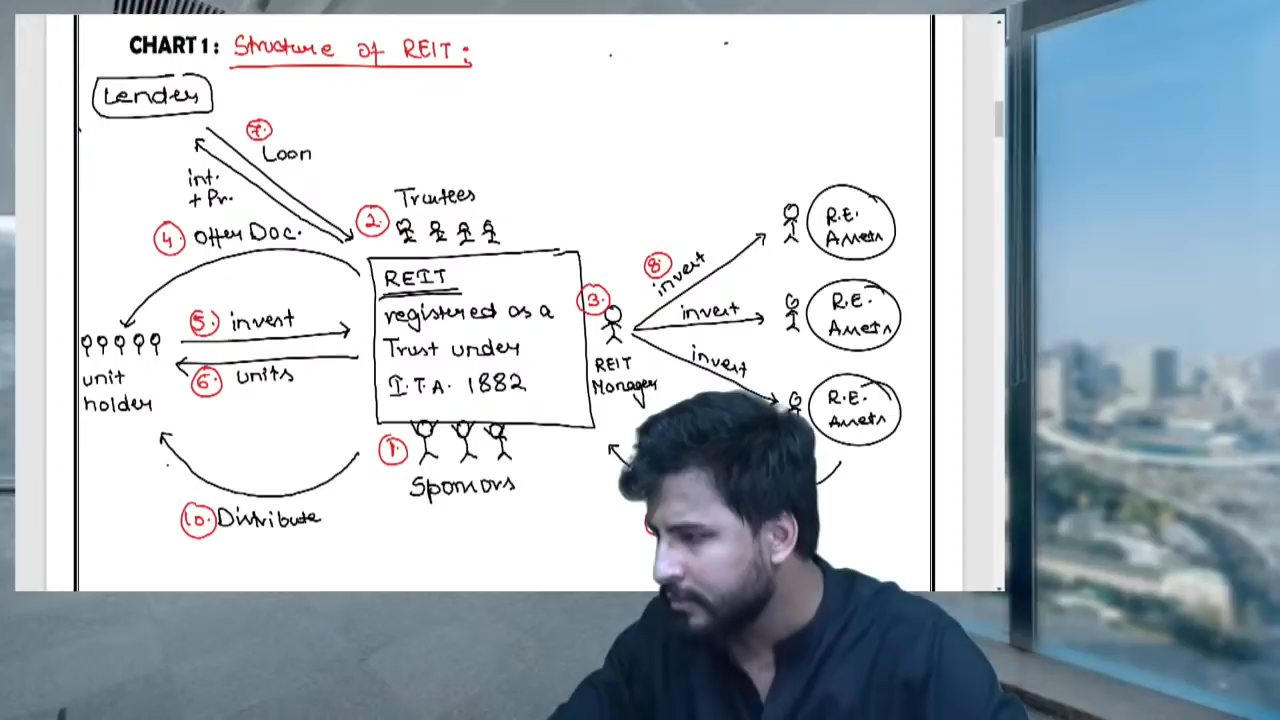 CHART 1: Structure of REIT:
Lender
7. Loan
int.
+ Pr.
Trustees
2.
4. Offer Doc.
REIT
registered as a
Trust under
I.T.A. 1882
3.
REIT
Manager
8. invest
invest
invest
R.E.
Assets
R.E.
Assets
R.E.
Assets
5. invest
6. units
unit
holder
1.
Sponsors
10. Distribute